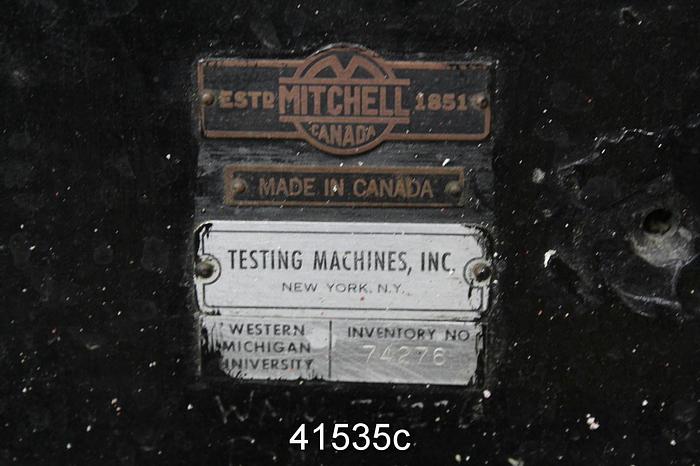 ESTD MITCHELL 1851
CANADA
MADE IN CANADA
TESTING MACHINES, INC.
NEW YORK, N.Y.
WESTERN MICHIGAN UNIVERSITY
INVENTORY NO
74276
41535c